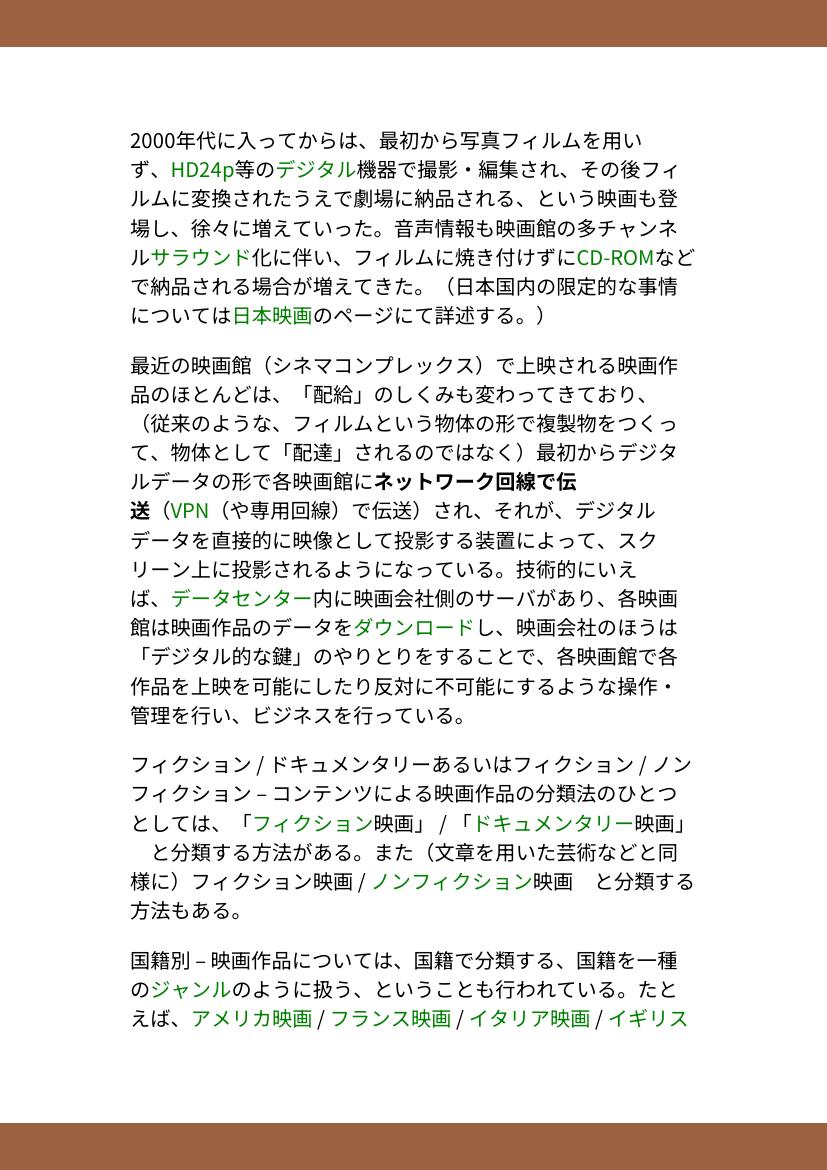 2000年代に入ってからは、最初から写真フィルムを用い
ず、HD24p等のデジタル機器で撮影・編集され、その後フィ
ルムに変換されたうえで劇場に納品される、という映画も登
場し、徐々に増えていった。音声情報も映画館の多チャンネ
ルサラウンド化に伴い、フィルムに焼き付けずにCD-ROMなど
で納品される場合が増えてきた。（日本国内の限定的な事情
については日本映画のページにて詳述する。）
最近の映画館（シネマコンプレックス）で上映される映画作
品のほとんどは、「配給」のしくみも変わってきており、
（従来のような、フィルムという物体の形で複製物をつくっ
て、物体として「配達」されるのではなく）最初からデジタ
ルデータの形で各映画館にネットワーク回線で伝
送（VPN（や専用回線）で伝送）され、それが、デジタル
データを直接的に映像として投影する装置によって、スク
リーン上に投影されるようになっている。技術的にいえ
ば、データセンター内に映画会社側のサーバがあり、各映画
館は映画作品のデータをダウンロードし、映画会社のほうは
「デジタル的な鍵」のやりとりをすることで、各映画館で各
作品を上映を可能にしたり反対に不可能にするような操作・
管理を行い、ビジネスを行っている。
フィクション / ドキュメンタリーあるいはフィクション / ノン
フィクション – コンテンツによる映画作品の分類法のひとつ
としては、「フィクション映画」 / 「ドキュメンタリー映画」
　と分類する方法がある。また（文章を用いた芸術などと同
様に）フィクション映画 / ノンフィクション映画　と分類する
方法もある。
国籍別 – 映画作品については、国籍で分類する、国籍を一種
のジャンルのように扱う、ということも行われている。たと
えば、アメリカ映画 / フランス映画 / イタリア映画 / イギリス